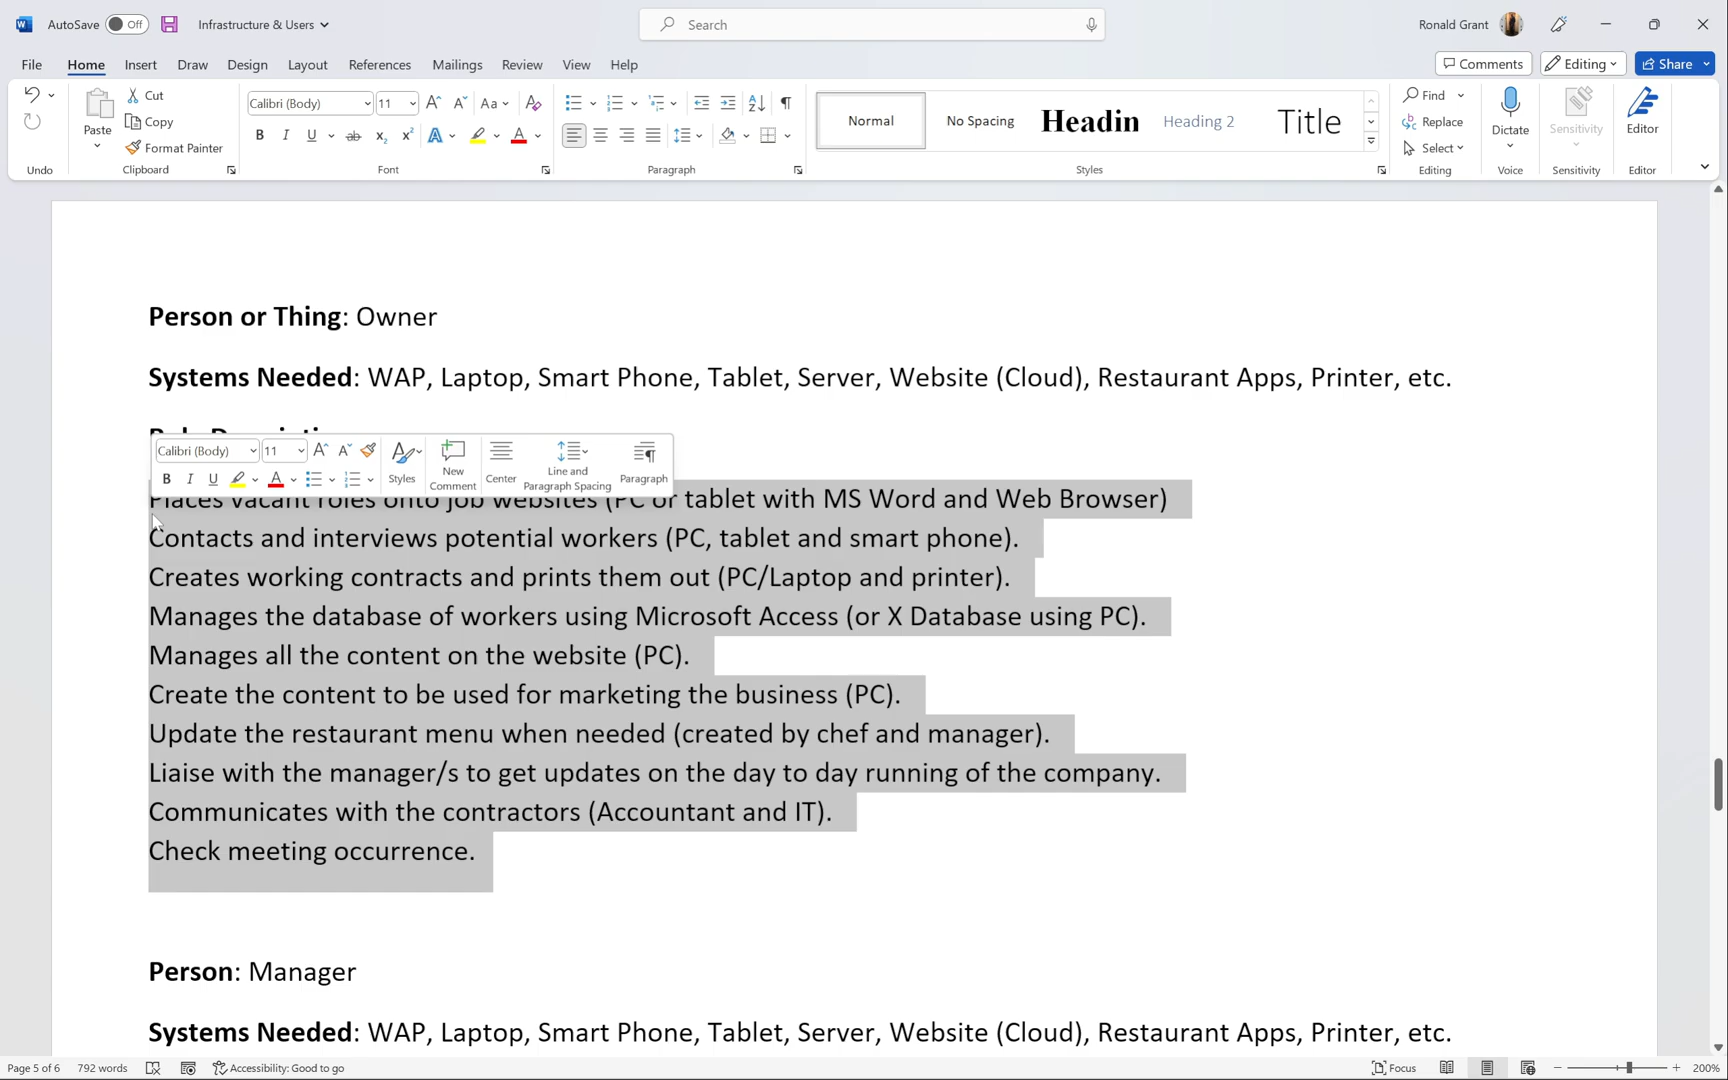 AutoSave Off Infrastructure & Users Search Ronald Grant
File Home Insert Draw Design Layout References Mailings Review View Help Comments Editing Share
Paste Cut Copy Format Painter
Calibri (Body) 11 Aa
Normal No Spacing Headin Heading 2 Title
Find Replace Select Dictate Sensitivity Editor
Undo Clipboard Font Paragraph Styles Editing Voice Sensitivity Editor
Person or Thing: Owner
Systems Needed: WAP, Laptop, Smart Phone, Tablet, Server, Website (Cloud), Restaurant Apps, Printer, etc.
Calibri (Body) 11 Styles New Comment Center Line and Paragraph Spacing Paragraph
Places vacant roles onto job websites (PC or tablet with MS Word and Web Browser)
Contacts and interviews potential workers (PC, tablet and smart phone).
Creates working contracts and prints them out (PC/Laptop and printer).
Manages the database of workers using Microsoft Access (or X Database using PC).
Manages all the content on the website (PC).
Create the content to be used for marketing the business (PC).
Update the restaurant menu when needed (created by chef and manager).
Liaise with the manager/s to get updates on the day to day running of the company.
Communicates with the contractors (Accountant and IT).
Check meeting occurrence.
Person: Manager
Systems Needed: WAP, Laptop, Smart Phone, Tablet, Server, Website (Cloud), Restaurant Apps, Printer, etc.
Page 5 of 6 792 words Accessibility: Good to go Focus 200%